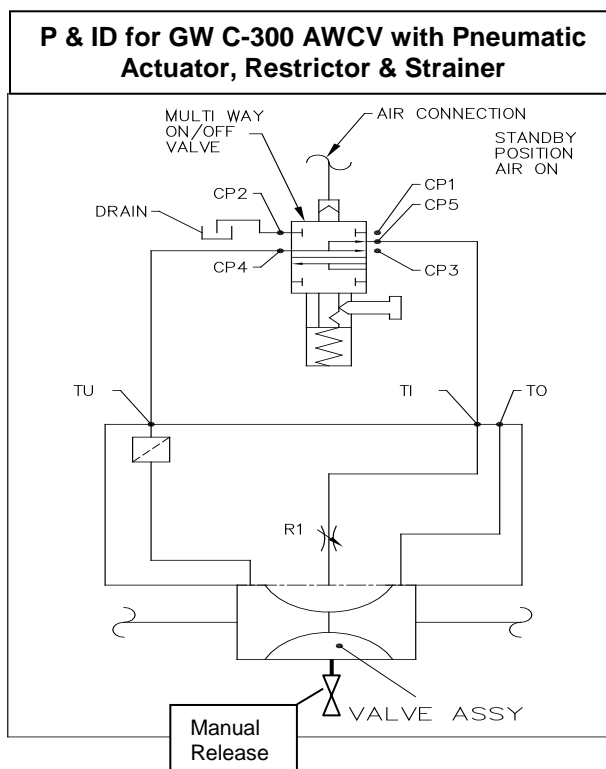 P & ID for GW C-300 AWCV with Pneumatic
Actuator, Restrictor & Strainer
MULTI WAY
ON/OFF
VALVE
AIR CONNECTION
STANDBY
POSITION
AIR ON
CP2
CP1
CP5
DRAIN
CP4
CP3
TU
TI
TO
R1
VALVE ASSY
Manual
Release